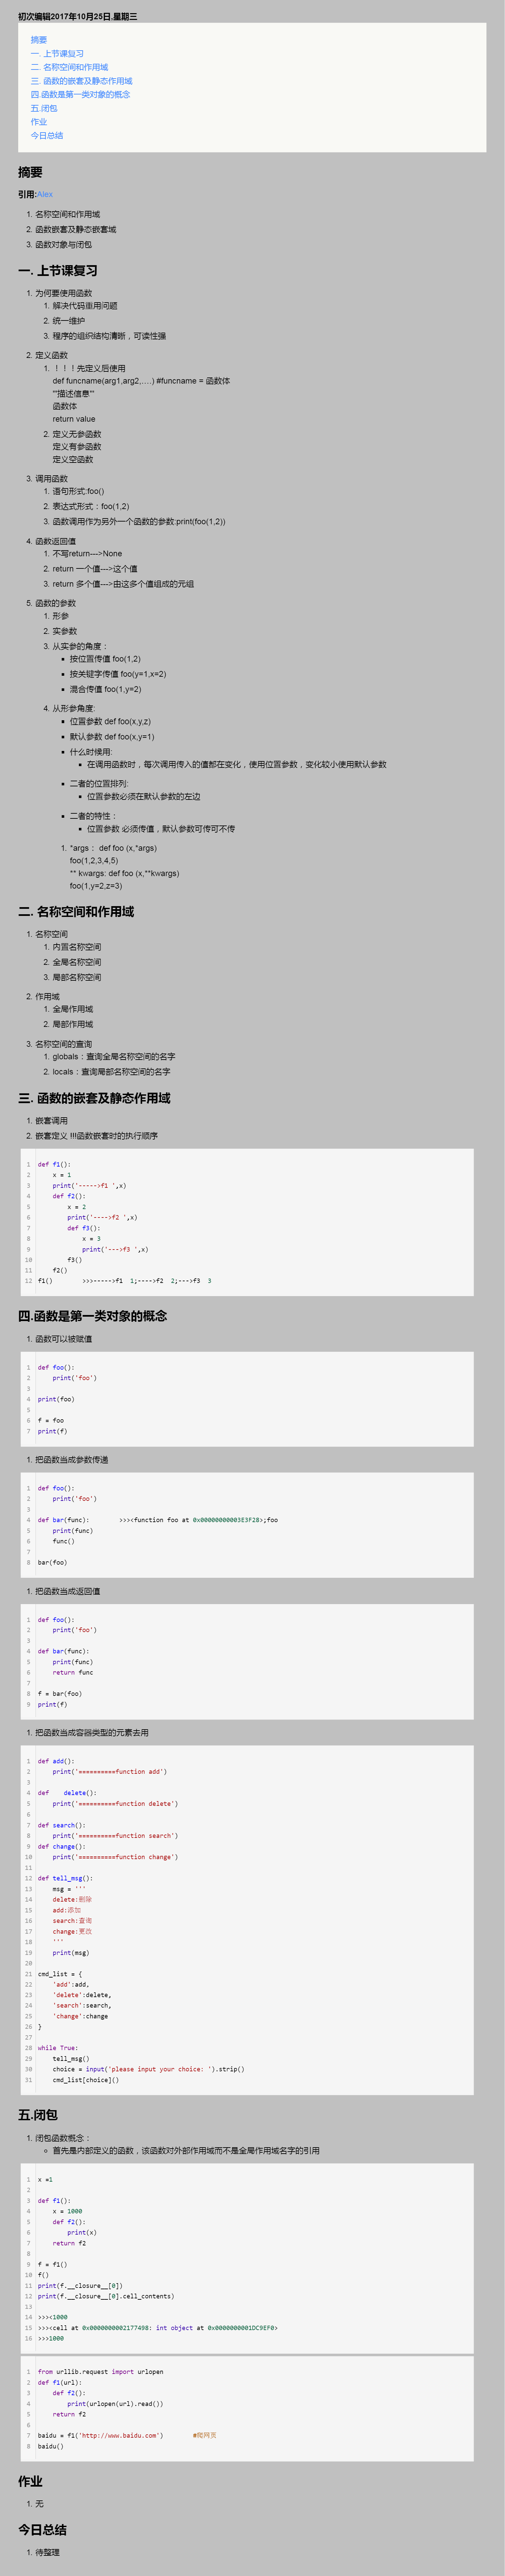 初次编辑2017年10月25日,星期三
摘要
一. 上节课复习
二. 名称空间和作用域
三. 函数的嵌套及静态作用域
四.函数是第一类对象的概念
五.闭包
作业
今日总结
摘要
引用:Alex
1. 名称空间和作用域
2. 函数嵌套及静态嵌套域
3. 函数对象与闭包
一. 上节课复习
1. 为何要使用函数
1. 解决代码重用问题
2. 统一维护
3. 程序的组织结构清晰，可读性强
2. 定义函数
1. ！！！先定义后使用
def funcname(arg1,arg2,….) #funcname = 函数体
'''描述信息'''
函数体
return value
2. 定义无参函数
定义有参函数
定义空函数
3. 调用函数
1. 语句形式:foo()
2. 表达式形式：foo(1,2)
3. 函数调用作为另外一个函数的参数:print(foo(1,2))
4. 函数返回值
1. 不写return--->None
2. return 一个值--->这个值
3. return 多个值--->由这多个值组成的元组
5. 函数的参数
1. 形参
2. 实参数
3. 从实参的角度：
▪ 按位置传值 foo(1,2)
▪ 按关键字传值 foo(y=1,x=2)
▪ 混合传值 foo(1,y=2)
4. 从形参角度:
▪ 位置参数 def foo(x,y,z)
▪ 默认参数 def foo(x,y=1)
▪ 什么时候用:
▪ 在调用函数时，每次调用传入的值都在变化，使用位置参数，变化较小使用默认参数
▪ 二者的位置排列:
▪ 位置参数必须在默认参数的左边
▪ 二者的特性：
▪ 位置参数 必须传值，默认参数可传可不传
1. *args： def foo (x,*args)
foo(1,2,3,4,5)
** kwargs: def foo (x,**kwargs)
foo(1,y=2,z=3)
二. 名称空间和作用域
1. 名称空间
1. 内置名称空间
2. 全局名称空间
3. 局部名称空间
2. 作用域
1. 全局作用域
2. 局部作用域
3. 名称空间的查询
1. globals：查询全局名称空间的名字
2. locals：查询局部名称空间的名字
三. 函数的嵌套及静态作用域
1. 嵌套调用
2. 嵌套定义 !!!函数嵌套时的执行顺序
1 def f1():
2     x = 1
3     print('----->f1 ',x)
4     def f2():
5         x = 2
6         print('---->f2 ',x)
7         def f3():
8             x = 3
9             print('--->f3 ',x)
10         f3()
11     f2()
12 f1()        >>>----->f1  1;---->f2  2;--->f3  3
四.函数是第一类对象的概念
1. 函数可以被赋值
1 def foo():
2     print('foo')
3
4 print(foo)
5
6 f = foo
7 print(f)
1. 把函数当成参数传递
1 def foo():
2     print('foo')
3
4 def bar(func):        >>><function foo at 0x00000000003E3F28>;foo
5     print(func)
6     func()
7
8 bar(foo)
1. 把函数当成返回值
1 def foo():
2     print('foo')
3
4 def bar(func):
5     print(func)
6     return func
7
8 f = bar(foo)
9 print(f)
1. 把函数当成容器类型的元素去用
1 def add():
2     print('==========function add')
3
4 def    delete():
5     print('==========function delete')
6
7 def search():
8     print('==========function search')
9 def change():
10     print('==========function change')
11
12 def tell_msg():
13     msg = '''
14     delete:删除
15     add:添加
16     search:查询
17     change:更改
18     '''
19     print(msg)
20
21 cmd_list = {
22     'add':add,
23     'delete':delete,
24     'search':search,
25     'change':change
26 }
27
28 while True:
29     tell_msg()
30     choice = input('please input your choice: ').strip()
31     cmd_list[choice]()
五.闭包
1. 闭包函数概念：
◦ 首先是内部定义的函数，该函数对外部作用域而不是全局作用域名字的引用
1 x =1
2
3 def f1():
4     x = 1000
5     def f2():
6         print(x)
7     return f2
8
9 f = f1()
10 f()
11 print(f.__closure__[0])
12 print(f.__closure__[0].cell_contents)
13
14 >>><1000
15 >>><cell at 0x0000000002177498: int object at 0x0000000001DC9EF0>
16 >>>1000
1 from urllib.request import urlopen
2 def f1(url):
3     def f2():
4         print(urlopen(url).read())
5     return f2
6
7 baidu = f1('http://www.baidu.com')        #爬网页
8 baidu()
作业
1. 无
今日总结
1. 待整理